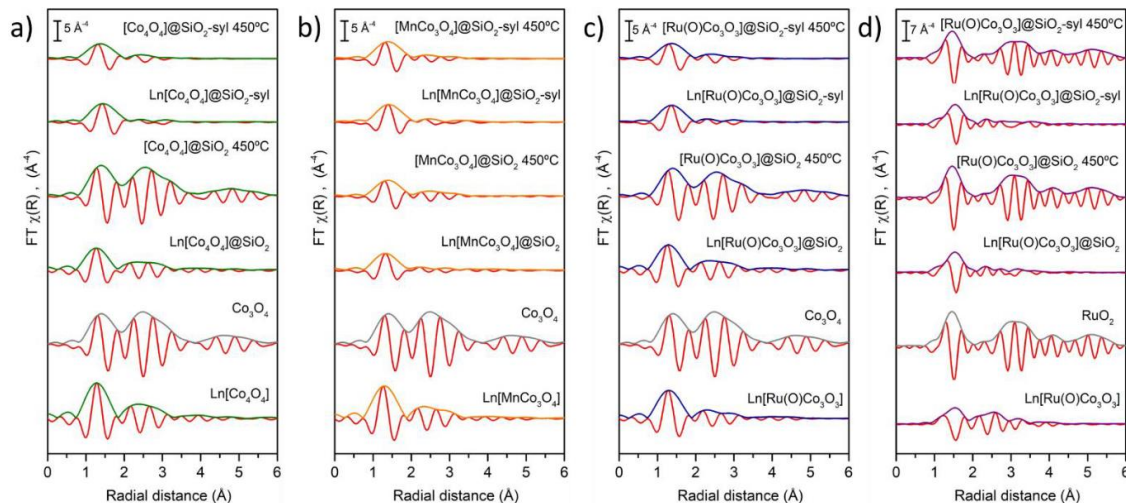 a)
5 Å⁻⁴
[Co₄O₄]@SiO₂-syl 450ºC
Ln[Co₄O₄]@SiO₂-syl
[Co₄O₄]@SiO₂ 450ºC
Ln[Co₄O₄]@SiO₂
Co₃O₄
Ln[Co₄O₄]
FT χ(R) , (Å⁻⁴)
0 1 2 3 4 5 6
Radial distance (Å)
b)
5 Å⁻⁴
[MnCo₃O₄]@SiO₂-syl 450ºC
Ln[MnCo₃O₄]@SiO₂-syl
[MnCo₃O₄]@SiO₂ 450ºC
Ln[MnCo₃O₄]@SiO₂
Co₃O₄
Ln[MnCo₃O₄]
FT χ(R) , (Å⁻⁴)
0 1 2 3 4 5 6
Radial distance (Å)
c)
5 Å⁻⁴
[Ru(O)Co₃O₃]@SiO₂-syl 450ºC
Ln[Ru(O)Co₃O₃]@SiO₂-syl
[Ru(O)Co₃O₃]@SiO₂ 450ºC
Ln[Ru(O)Co₃O₃]@SiO₂
Co₃O₄
Ln[Ru(O)Co₃O₃]
FT χ(R) , (Å⁻⁴)
0 1 2 3 4 5 6
Radial distance (Å)
d)
7 Å⁻⁴
[Ru(O)Co₃O₃]@SiO₂-syl 450ºC
Ln[Ru(O)Co₃O₃]@SiO₂-syl
[Ru(O)Co₃O₃]@SiO₂ 450ºC
Ln[Ru(O)Co₃O₃]@SiO₂
RuO₂
Ln[Ru(O)Co₃O₃]
FT χ(R) , (Å⁻⁴)
0 1 2 3 4 5 6
Radial distance (Å)